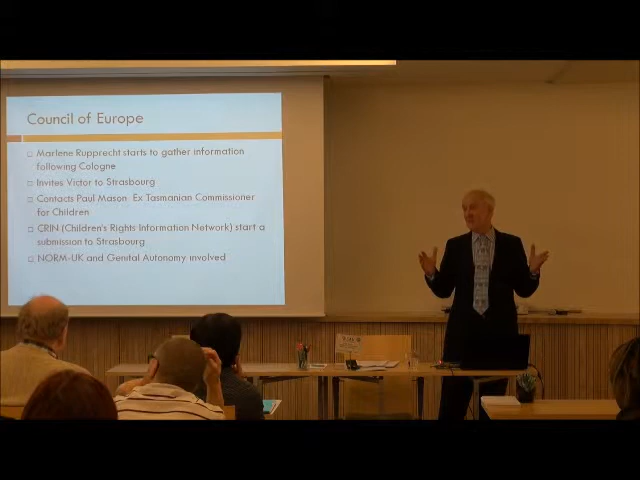 Council of Europe
Marlene Rupprecht starts to gather information
following Cologne
Invites Victor to Strasbourg
Contacts Paul Mason Ex Tasmanian Commissioner
for Children
CRIN (Children's Rights Information Network) start a
submission to Strasbourg
NORM-UK and Genital Autonomy involved